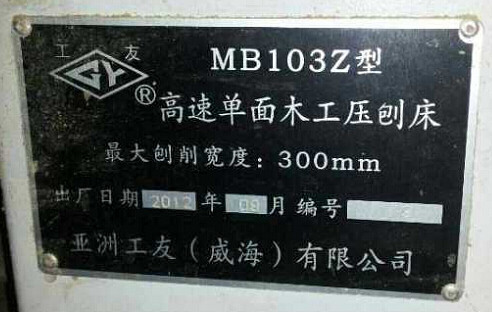 工 友
GY
®
MB103Z型
高速单面木工压刨床
最大刨削宽度：300mm
出厂日期 2012 年 09 月 编号
亚洲工友（威海）有限公司